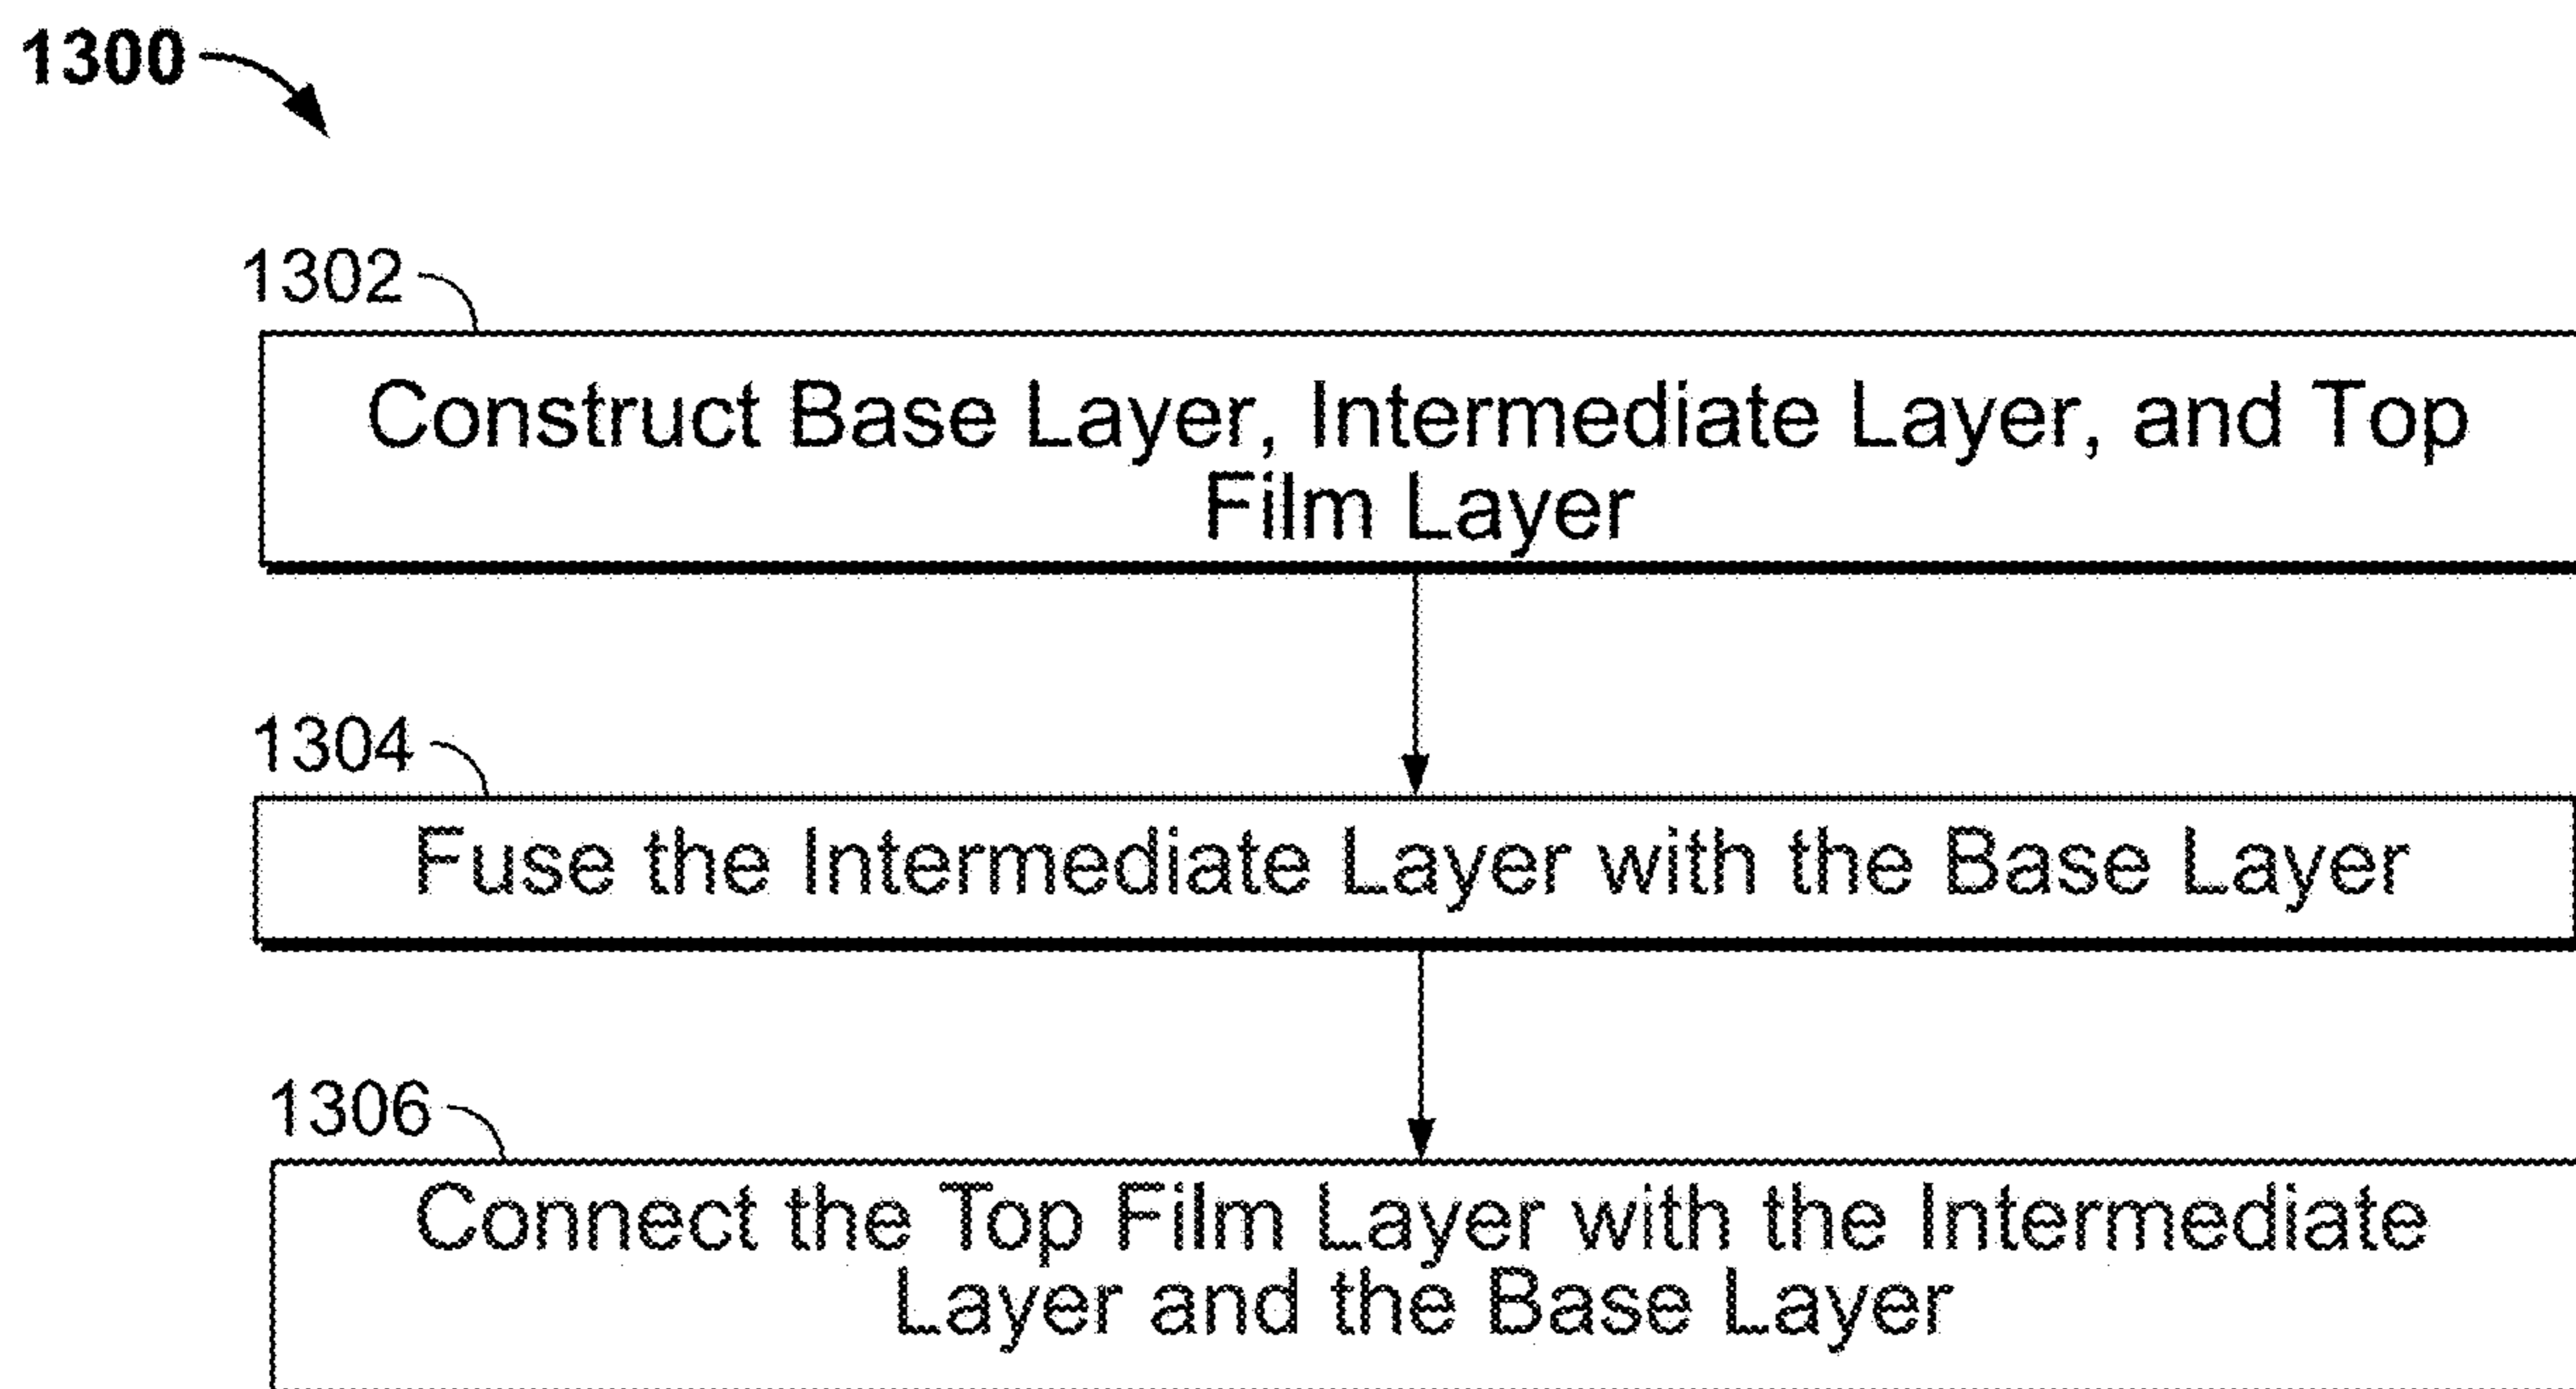 1300
1302
Construct Base Layer, Intermediate Layer, and Top
Film Layer
1304
Fuse the Intermediate Layer with the Base Layer
1306
Connect the Top Film Layer with the Intermediate
Layer and the Base Layer